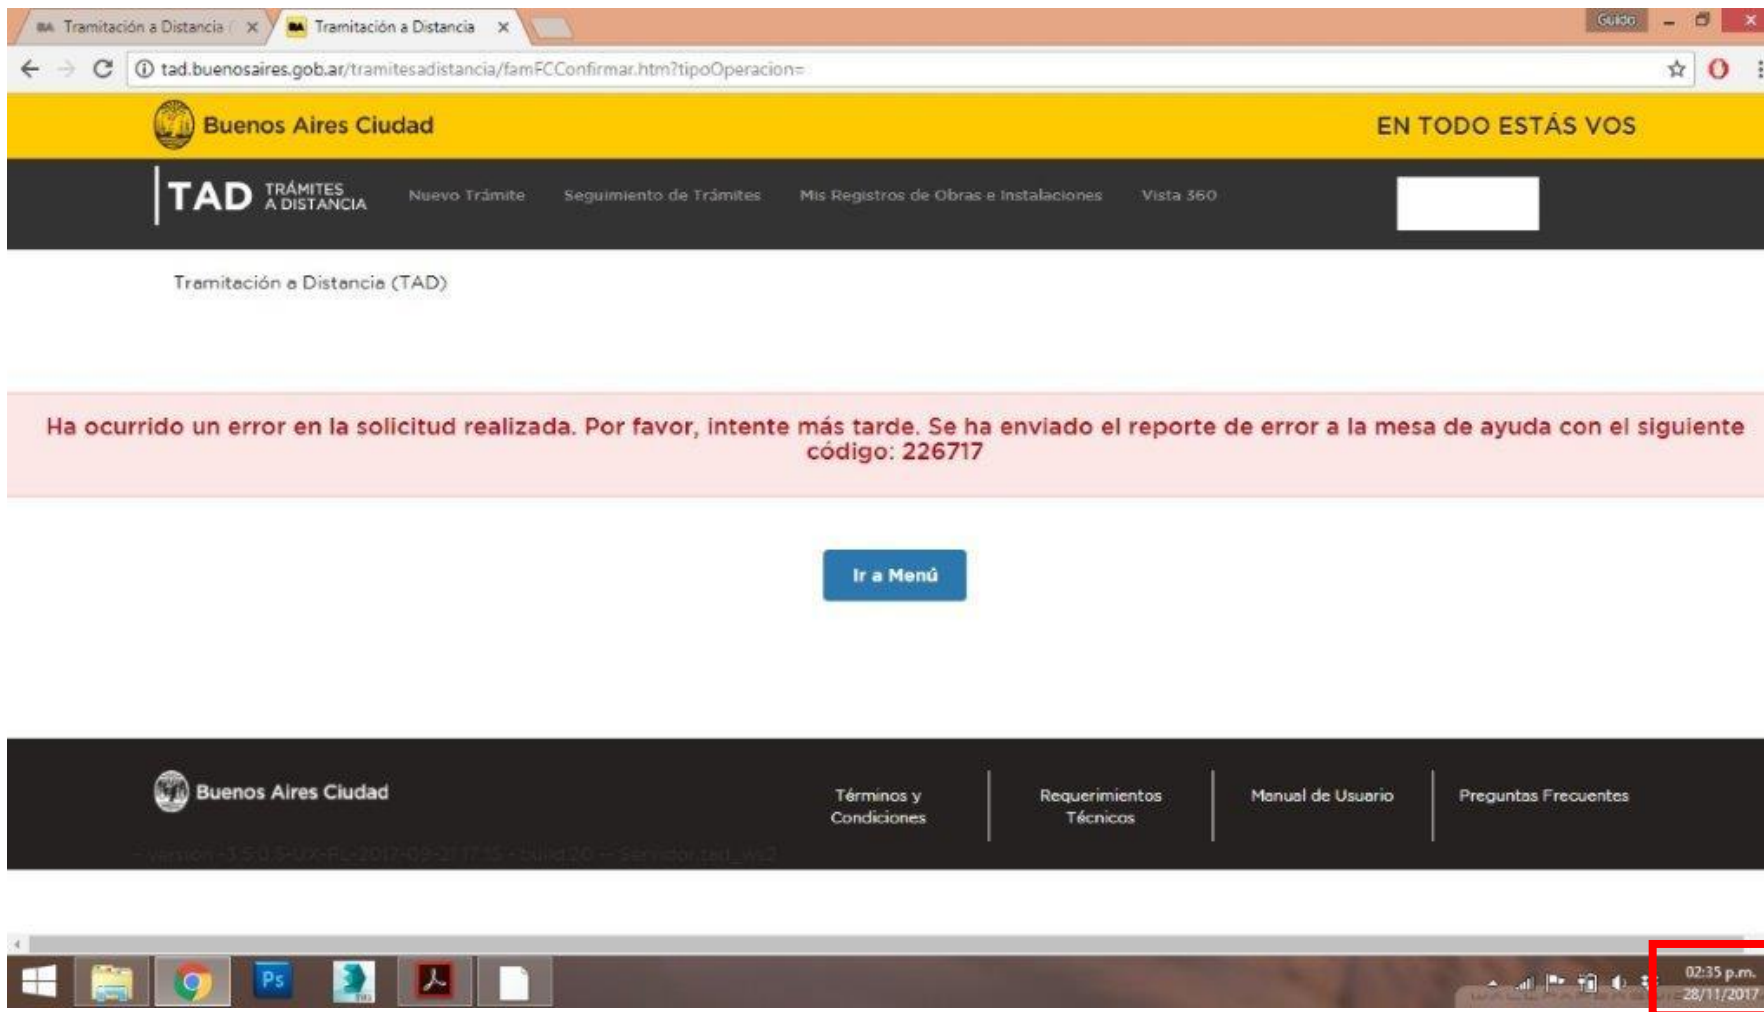 Tramitación a Distancia (
Tramitación a Distancia
Guido
tad.buenosaires.gob.ar/tramitesadistancia/famFCConfirmar.htm?tipoOperacion=
Buenos Aires Ciudad
EN TODO ESTÁS VOS
TAD TRÁMITES A DISTANCIA
Nuevo Trámite
Seguimiento de Trámites
Mis Registros de Obras e Instalaciones
Vista 360
Tramitación a Distancia (TAD)
Ha ocurrido un error en la solicitud realizada. Por favor, intente más tarde. Se ha enviado el reporte de error a la mesa de ayuda con el siguiente
código: 226717
Ir a Menú
Buenos Aires Ciudad
Términos y
Condiciones
Requerimientos
Técnicos
Manual de Usuario
Preguntas Frecuentes
Ps
02:35 p.m.
28/11/2017